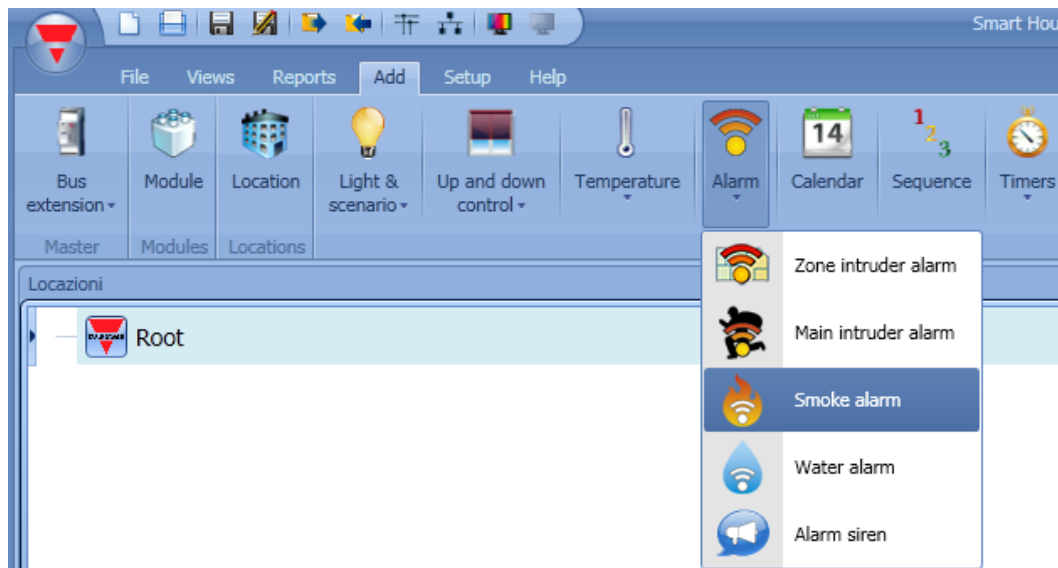 Smart Hou
File Views Reports Add Setup Help
14
1
2
3
Bus extension
Module
Location
Light & scenario
Up and down control
Temperature
Alarm
Calendar
Sequence
Timers
Master
Modules
Locations
Locazioni
Root
Zone intruder alarm
Main intruder alarm
Smoke alarm
Water alarm
Alarm siren